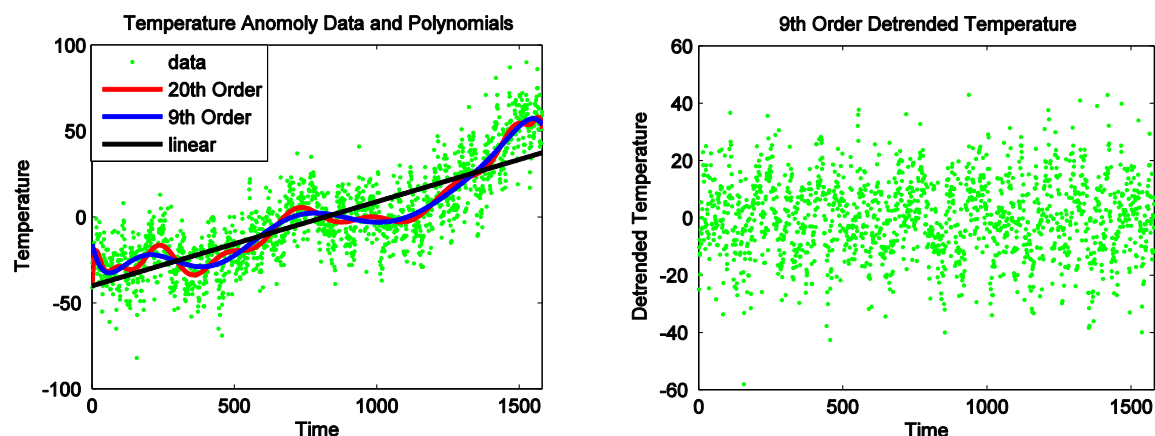 Temperature Anomoly Data and Polynomials
100
50
0
-50
-100
Temperature
data
20th Order
9th Order
linear
0
500
1000
1500
Time
9th Order Detrended Temperature
60
40
20
0
-20
-40
-60
Detrended Temperature
0
500
1000
1500
Time